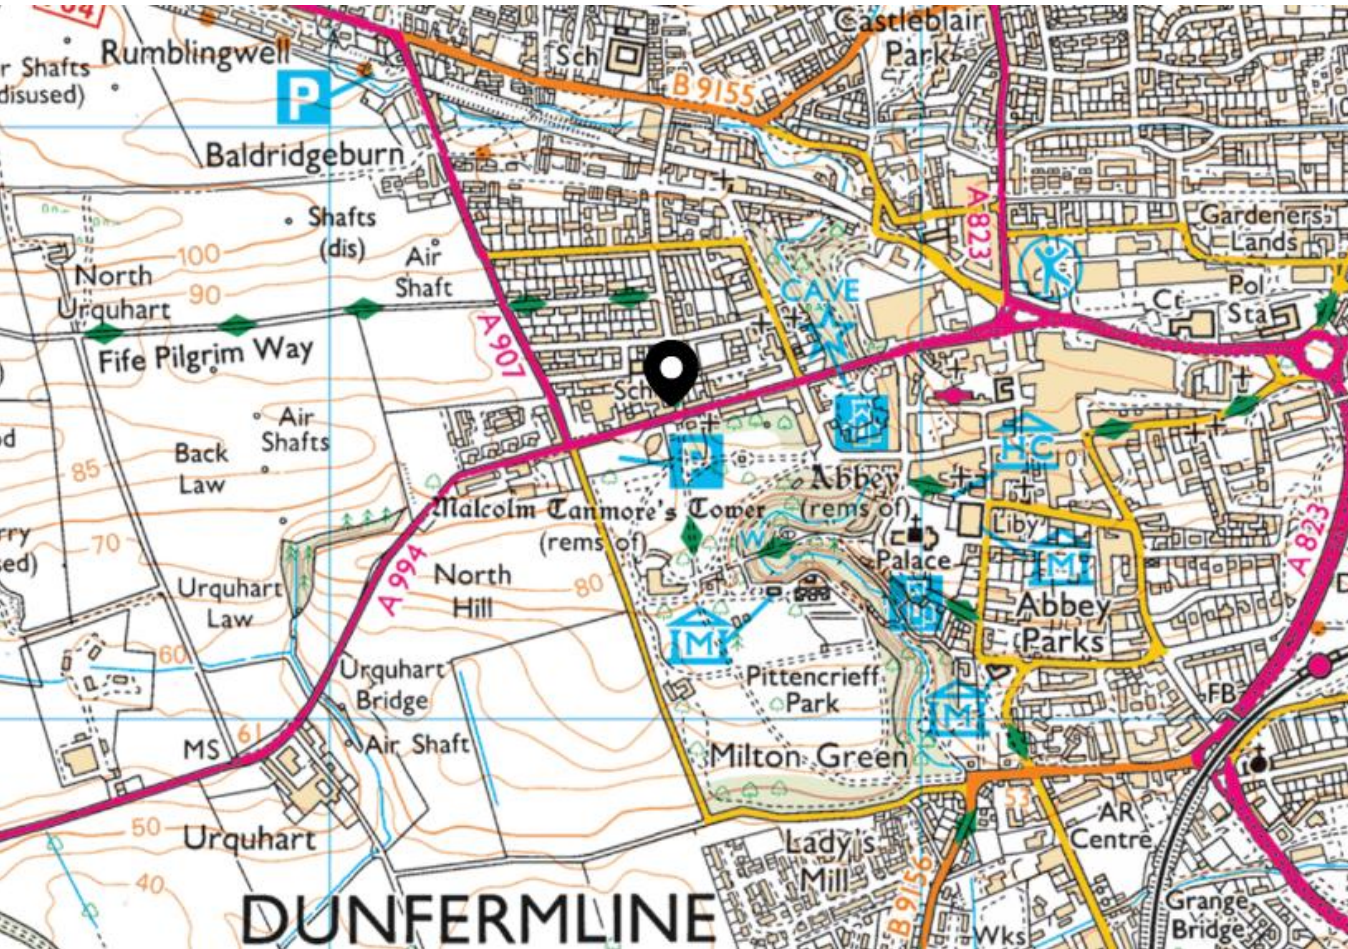 Rumblingwell
Sch
Castleblair
Park
r Shafts
disused)
P
B 9155
Baldridgeburn
A 823
Gardeners'
Lands
Shafts
(dis)
100
90
Air
Shaft
North
Urquhart
CAVE
Ct
Pol
Sta
Fife Pilgrim Way
A 907
Sch
Air
Shafts
Back
Law
85
HC
Abbey
(rems of)
Malcolm Canmore's Tower
(rems of)
Liby
70
W
Palace
A 823
A 994
North
Hill
80
Urquhart
Law
M
M
Abbey
Parks
60
Urquhart
Bridge
Pittencrieff
Park
M
FB
MS
61
Air Shaft
Milton Green
53
50
Urquhart
AR
Centre
Lady's
Mill
40
B 9156
DUNFERMLINE
Wks
Grange
Bridge